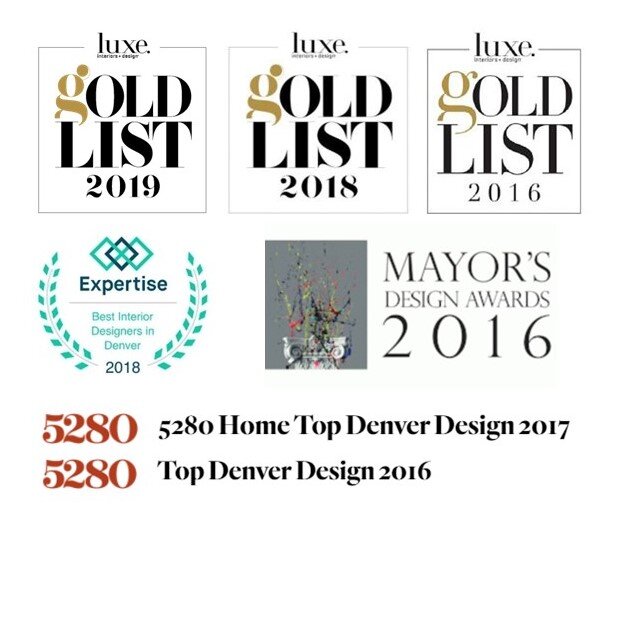 luxe.
interiors + design
gOLD
LIST
2019
luxe.
interiors + design
gOLD
LIST
2018
luxe.
interiors + design
gOLD
LIST
2016
Expertise
Best Interior
Designers in
Denver
2018
MAYOR'S
DESIGN AWARDS
2016
5280 5280 Home Top Denver Design 2017
5280 Top Denver Design 2016